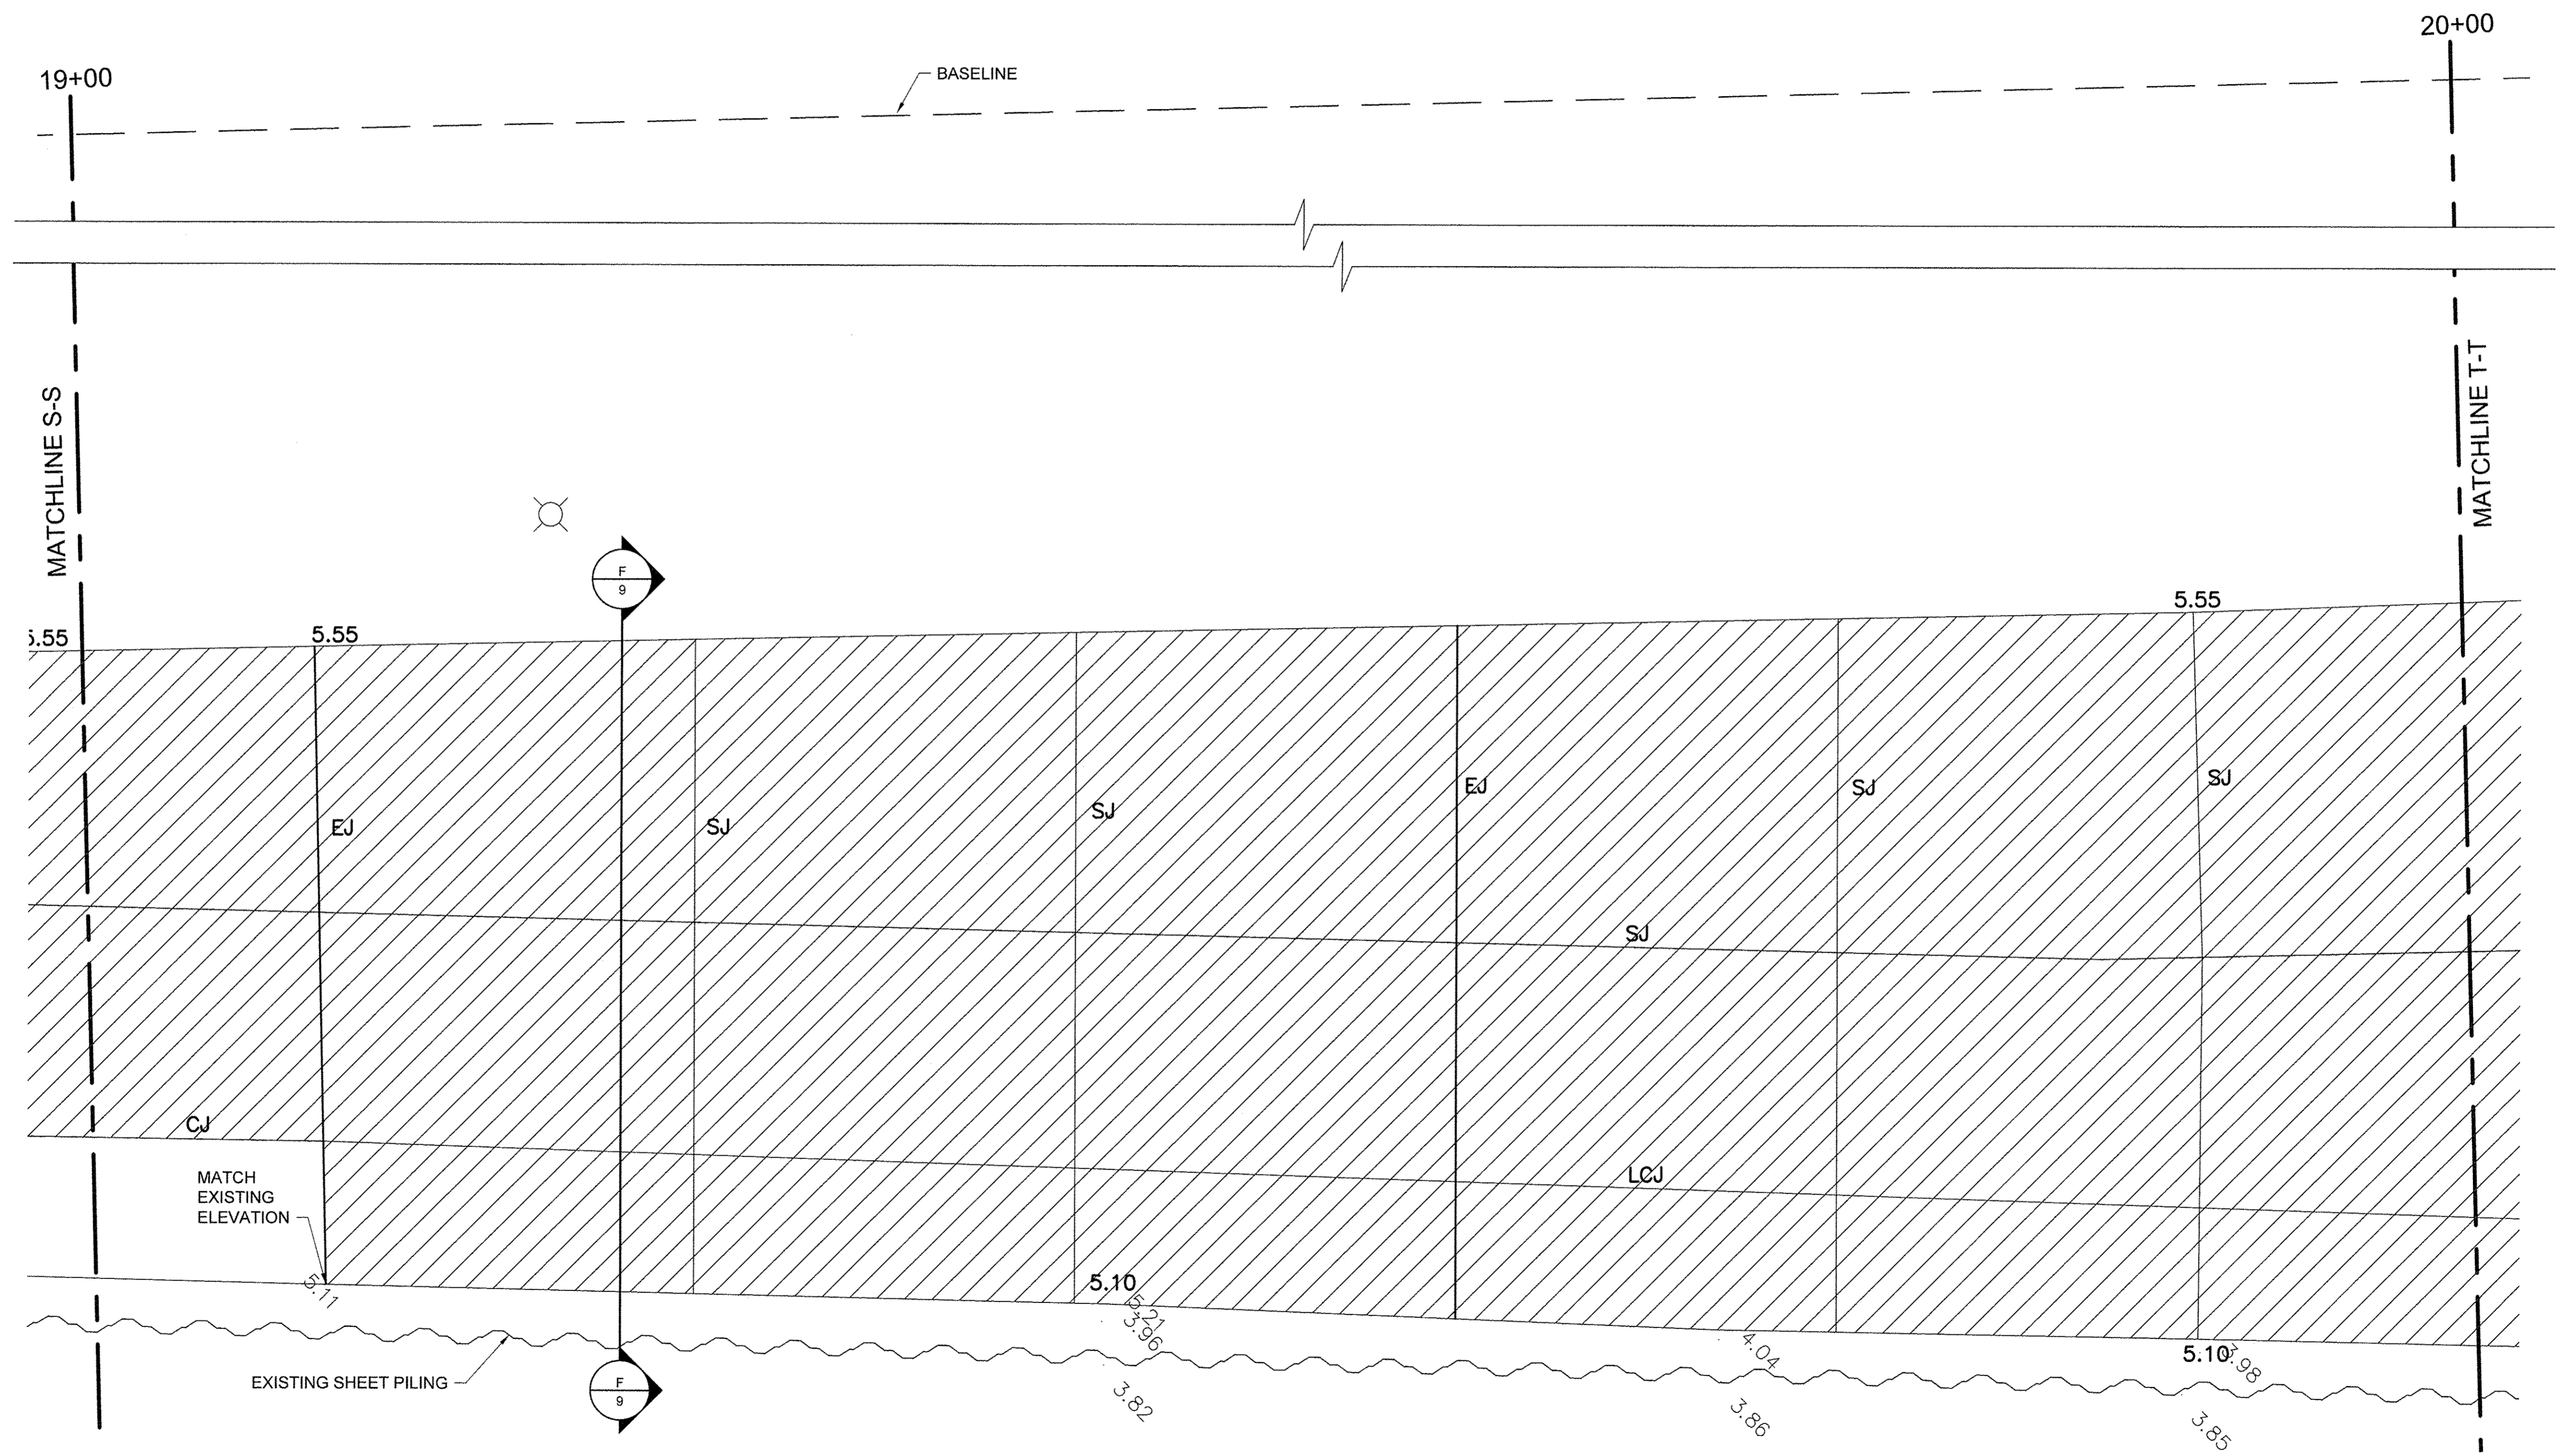 20+00
19+00
BASELINE
MATCHLINE S-S
MATCHLINE T-T
F
9
5.55
5.55
5.55
EJ
SJ
SJ
EJ
SJ
SJ
SJ
CJ
LCJ
MATCH
EXISTING
ELEVATION
5.11
5.10
5.21
3.96
4.04
5.10
3.98
EXISTING SHEET PILING
F
9
3.82
3.86
3.85